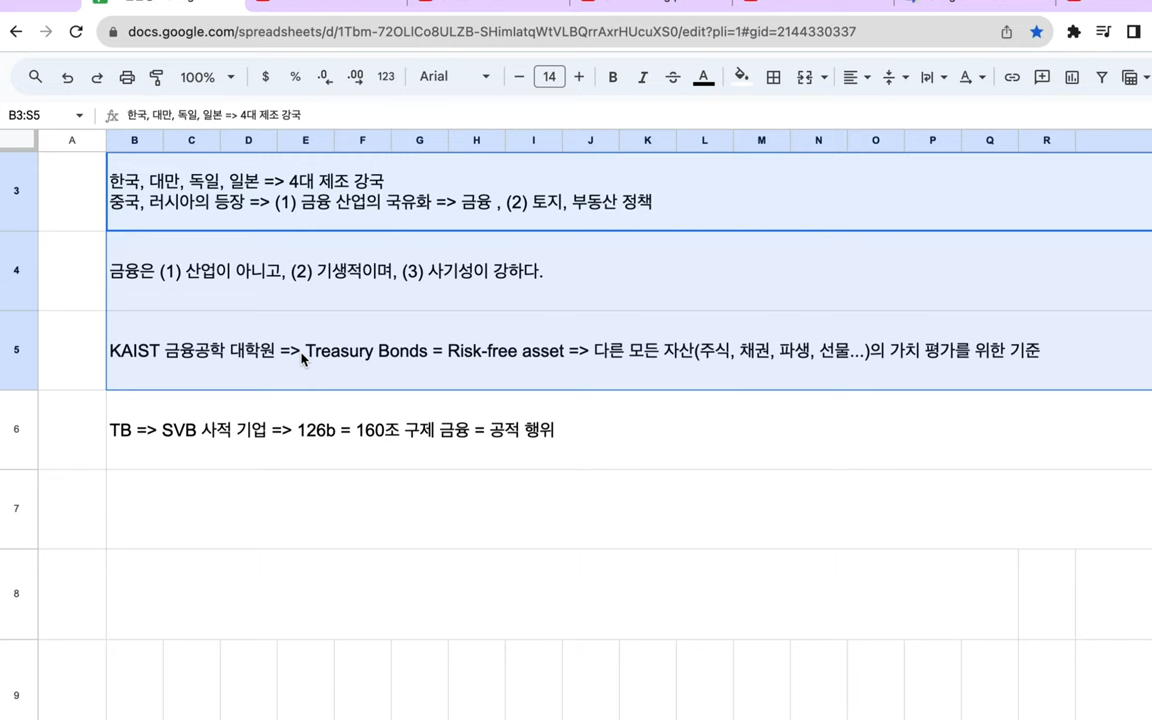 docs.google.com/spreadsheets/d/1Tbm-72OLlCo8ULZB-SHimlatqWtVLBQrrAxrHUcuXS0/edit?pli=1#gid=2144330337
100% $ % .0 .00 123 Arial 14 B I S A
B3:S5 fx 한국, 대만, 독일, 일본 => 4대 제조 강국
A B C D E F G H I J K L M N O P Q R
3
한국, 대만, 독일, 일본 => 4대 제조 강국
중국, 러시아의 등장 => (1) 금융 산업의 국유화 => 금융 , (2) 토지, 부동산 정책
4
금융은 (1) 산업이 아니고, (2) 기생적이며, (3) 사기성이 강하다.
5
KAIST 금융공학 대학원 => Treasury Bonds = Risk-free asset => 다른 모든 자산(주식, 채권, 파생, 선물...)의 가치 평가를 위한 기준
6
TB => SVB 사적 기업 => 126b = 160조 구제 금융 = 공적 행위
7
8
9